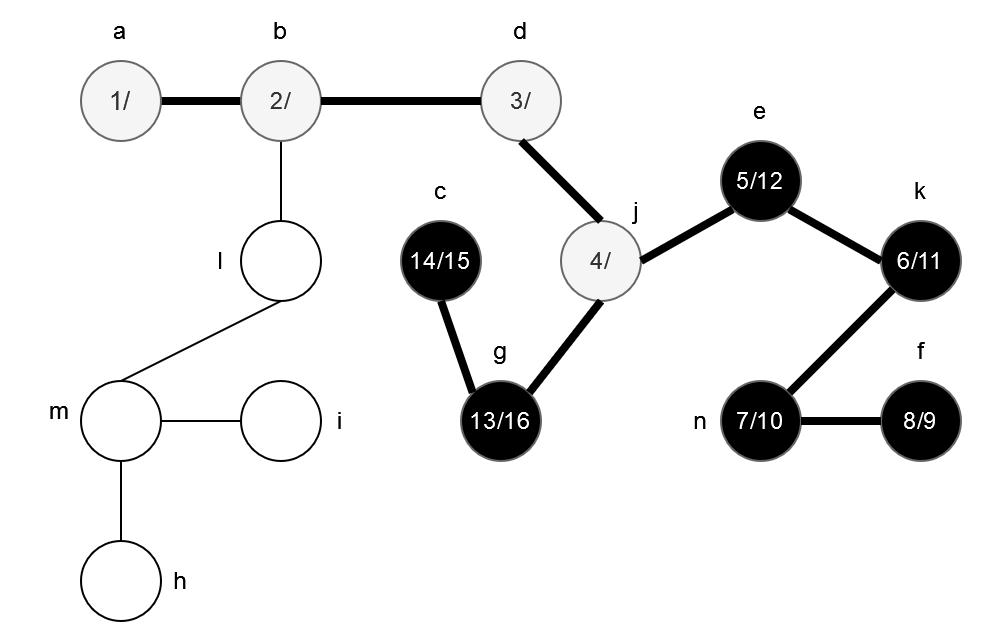 a b d
1/ 2/ 3/
e
5/12
c j k
l 14/15 4/ 6/11
g f
m i 13/16 n 7/10 8/9
h